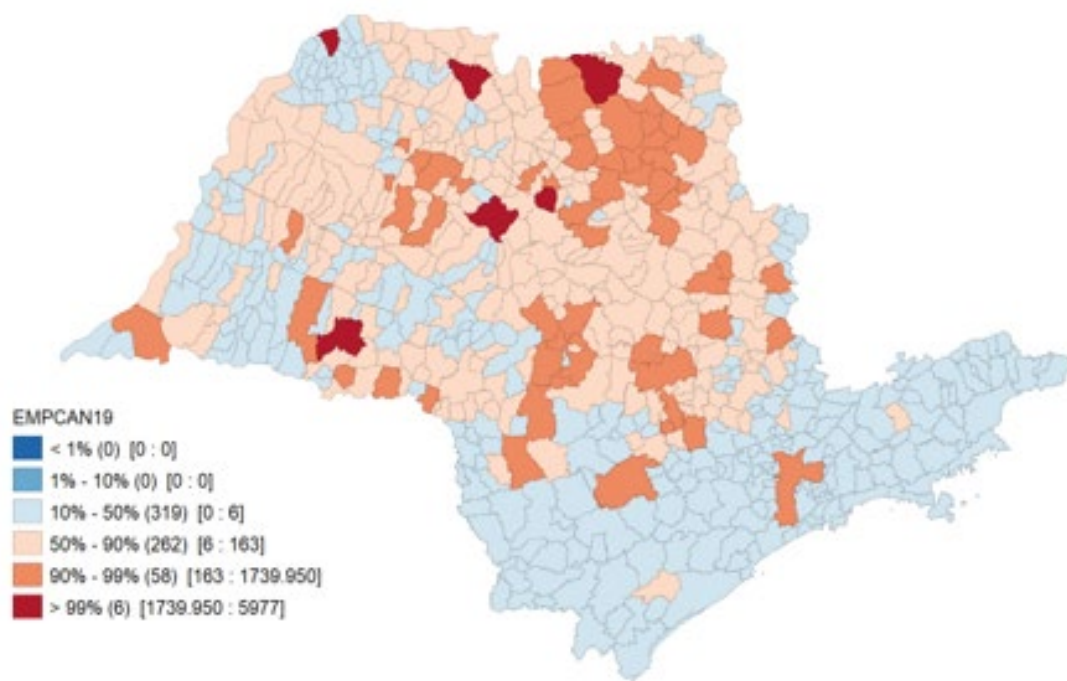 EMPCAN19
< 1% (0) [0 : 0]
1% - 10% (0) [0 : 0]
10% - 50% (319) [0 : 6]
50% - 90% (262) [6 : 163]
90% - 99% (58) [163 : 1739.950]
> 99% (6) [1739.950 : 5977]